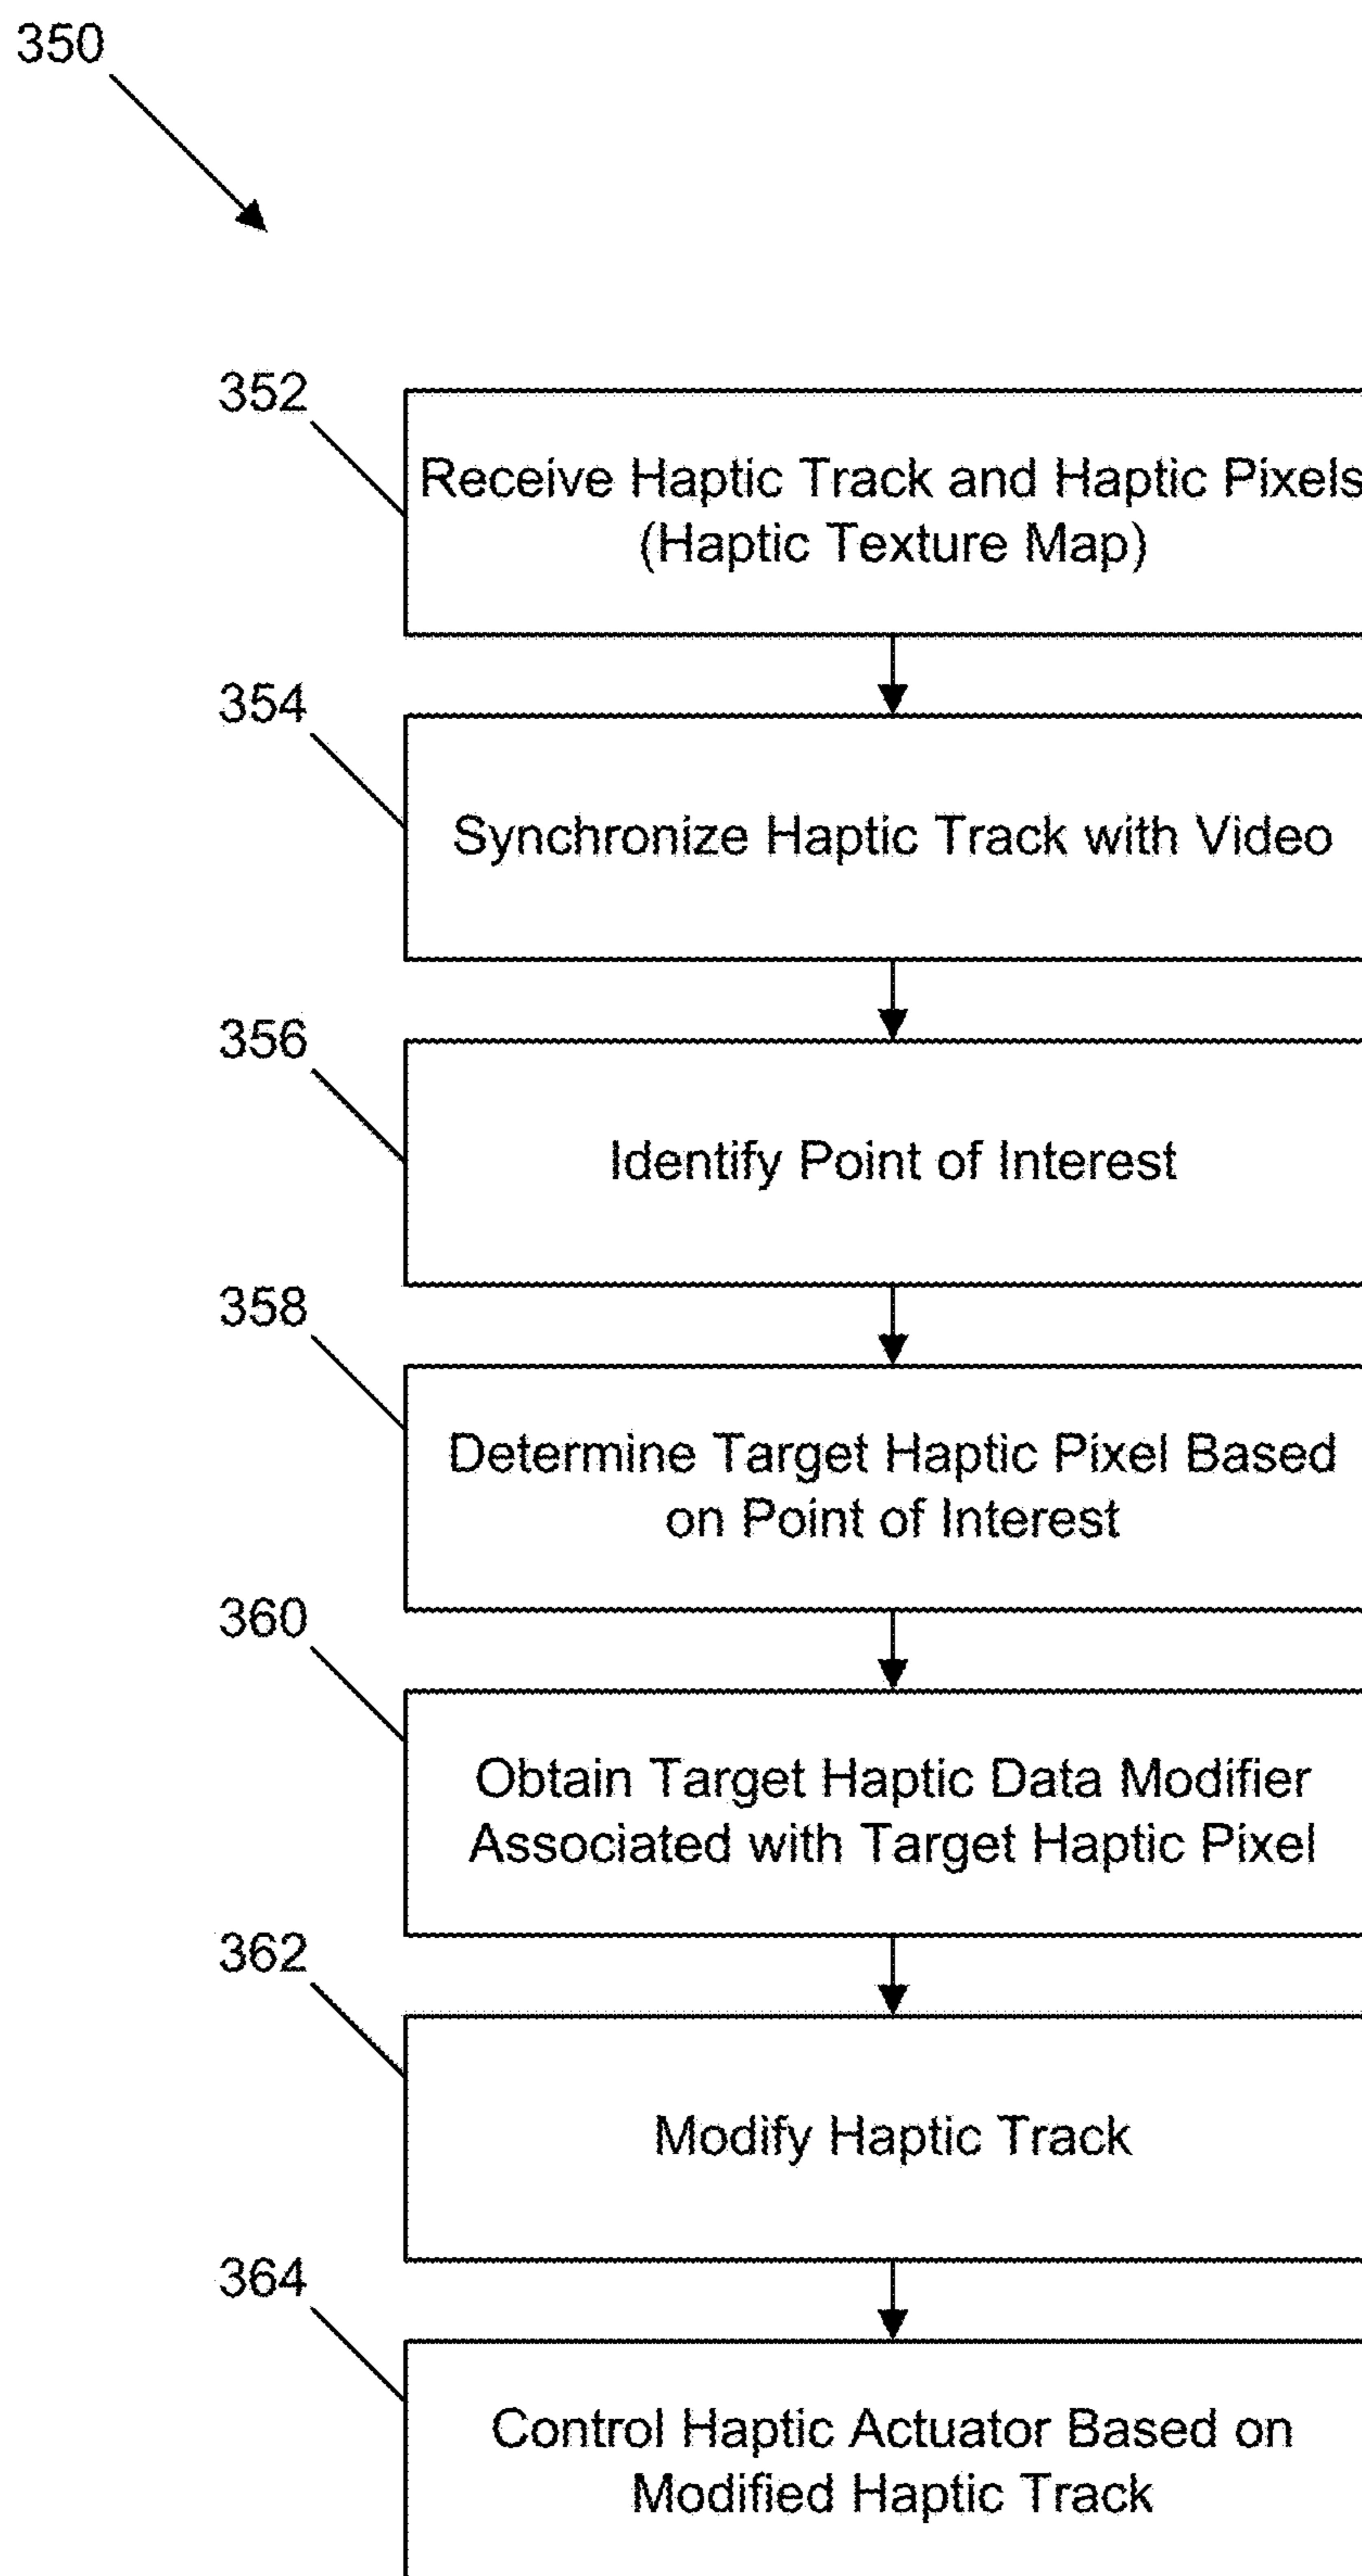 350
352
Receive Haptic Track and Haptic Pixels
(Haptic Texture Map)
354
Synchronize Haptic Track with Video
356
Identify Point of Interest
358
Determine Target Haptic Pixel Based
on Point of Interest
360
Obtain Target Haptic Data Modifier
Associated with Target Haptic Pixel
362
Modify Haptic Track
364
Control Haptic Actuator Based on
Modified Haptic Track